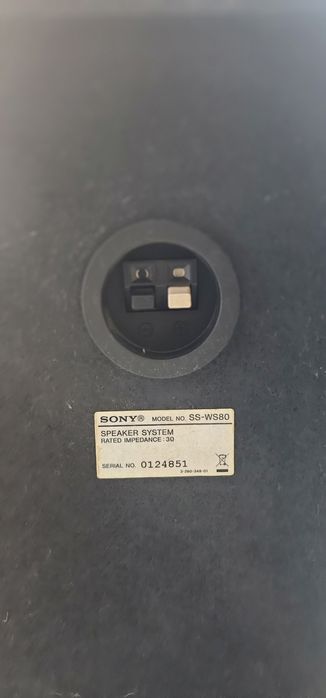 SONY® MODEL NO. SS-WS80
SPEAKER SYSTEM
RATED IMPEDANCE : 3Ω
SERIAL NO. 0124851